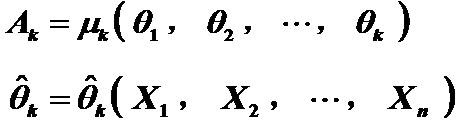 A_k = μ_k( θ_1 , θ_2 , ⋯, θ_k )
θ̂_k = θ̂_k( X_1 , X_2 , ⋯, X_n )